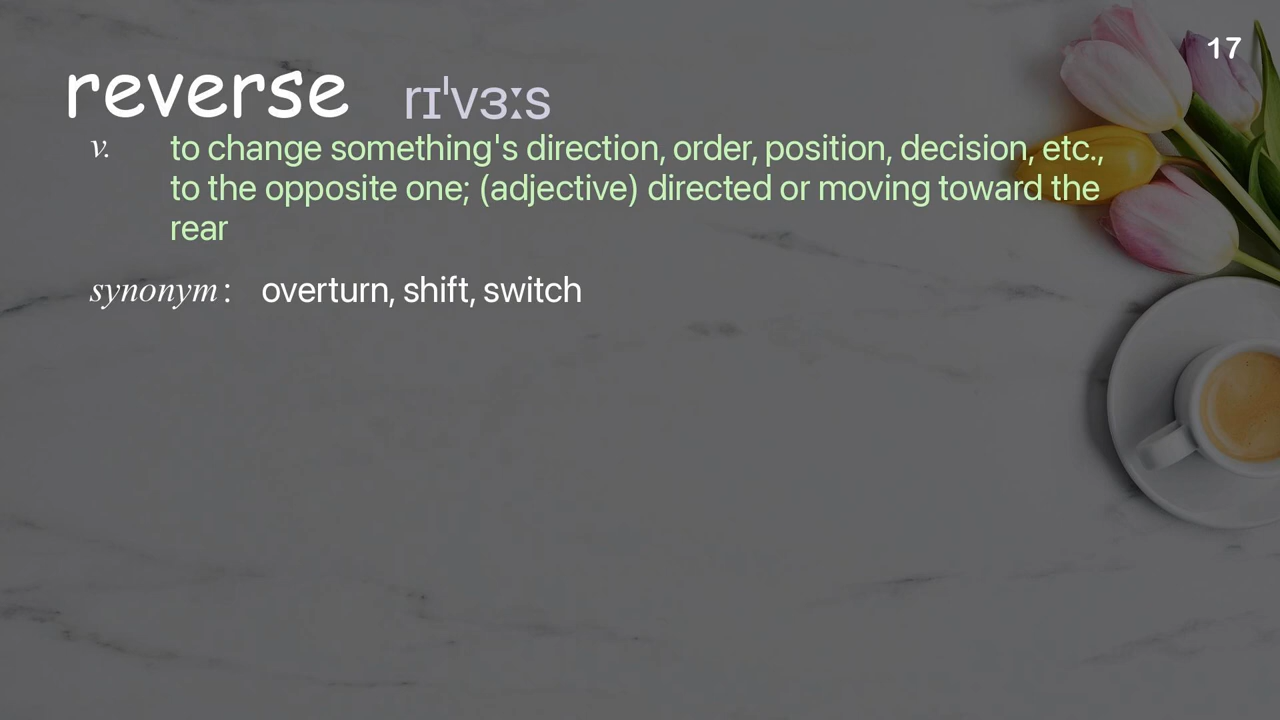 17
reverse rɪˈvɜːs
v. to change something's direction, order, position, decision, etc.,
to the opposite one; (adjective) directed or moving toward the
rear
synonym: overturn, shift, switch